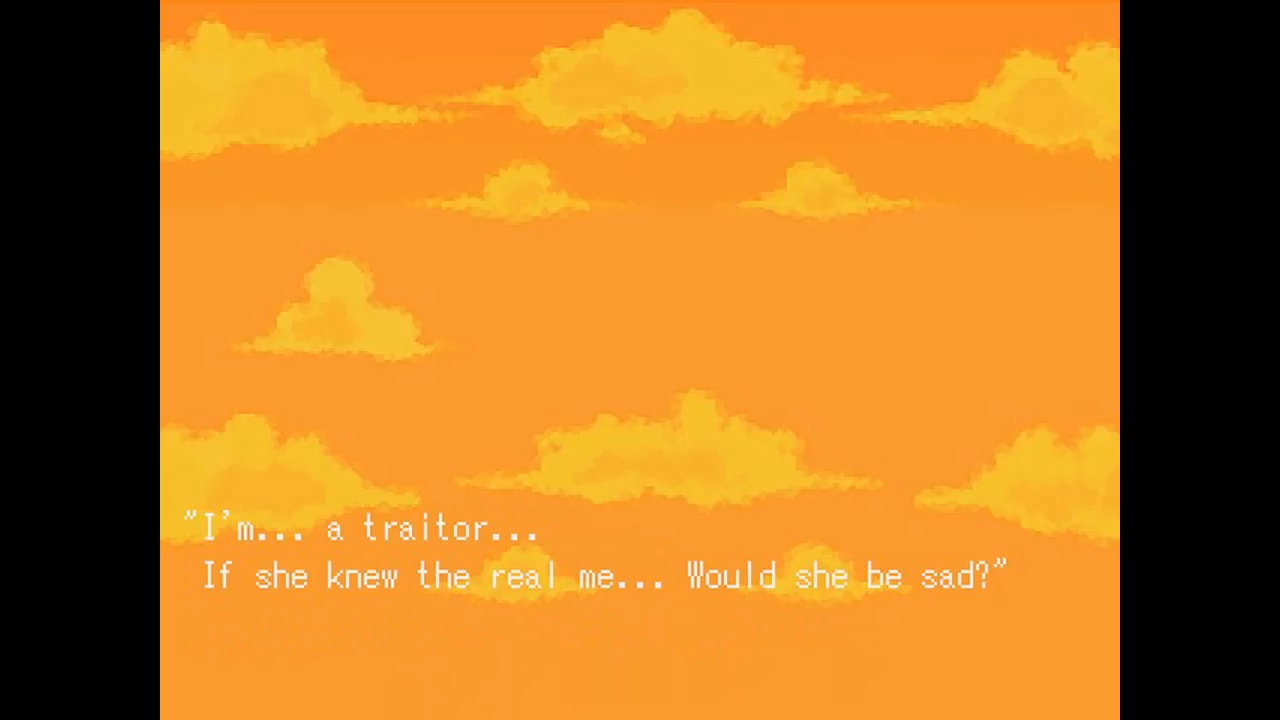 "I'm... a traitor...
If she knew the real me... Would she be sad?"